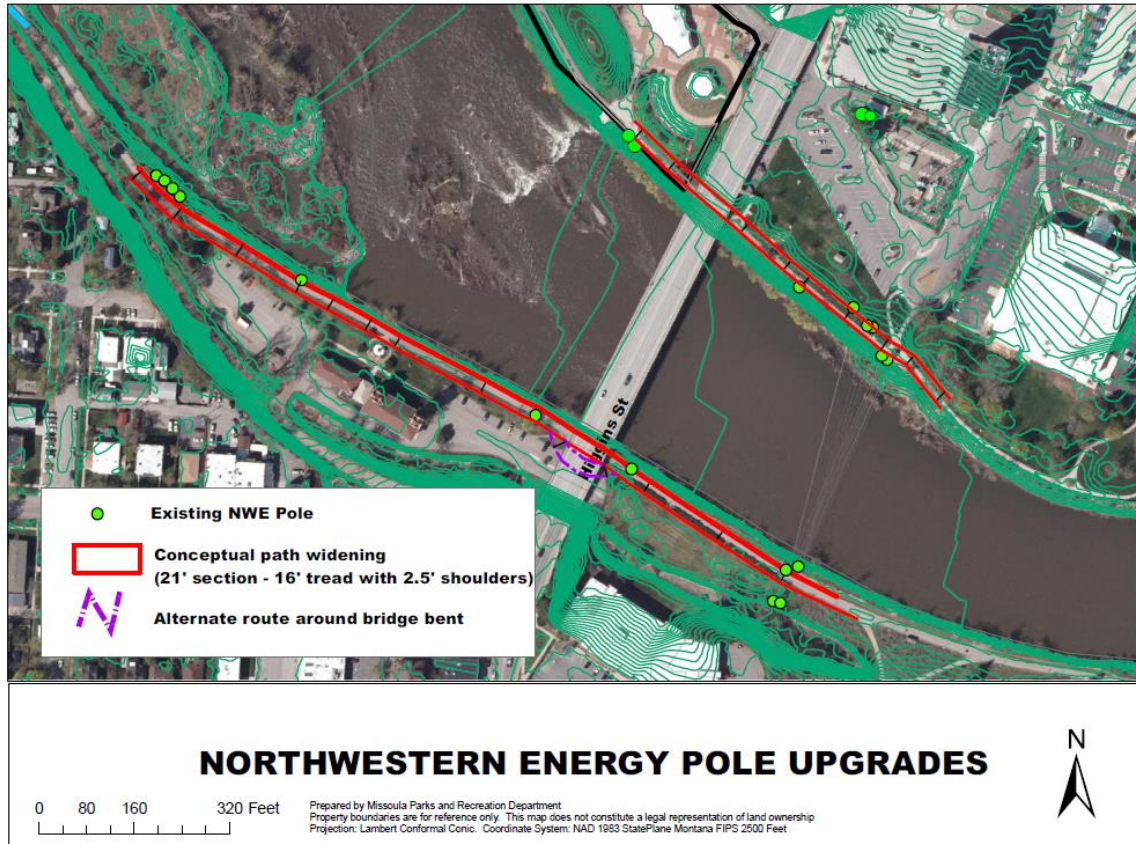 Higgins St
Existing NWE Pole
Conceptual path widening
(21' section - 16' tread with 2.5' shoulders)
Alternate route around bridge bent
NORTHWESTERN ENERGY POLE UPGRADES
N
0 80 160 320 Feet
Prepared by Missoula Parks and Recreation Department
Property boundaries are for reference only. This map does not constitute a legal representation of land ownership
Projection: Lambert Conformal Conic. Coordinate System: NAD 1983 StatePlane Montana FIPS 2500 Feet